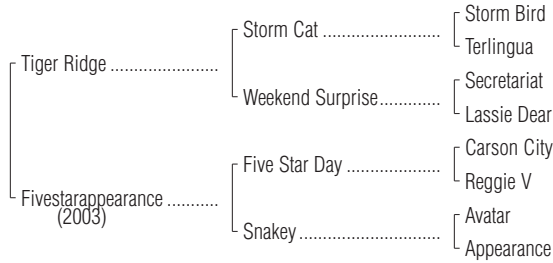 Storm Bird
Storm Cat ........................
Terlingua
Tiger Ridge ......................
Secretariat
Weekend Surprise.............
Lassie Dear
Carson City
Five Star Day ...................
Reggie V
Fivestarappearance ...........
(2003)
Avatar
Snakey.............................
Appearance